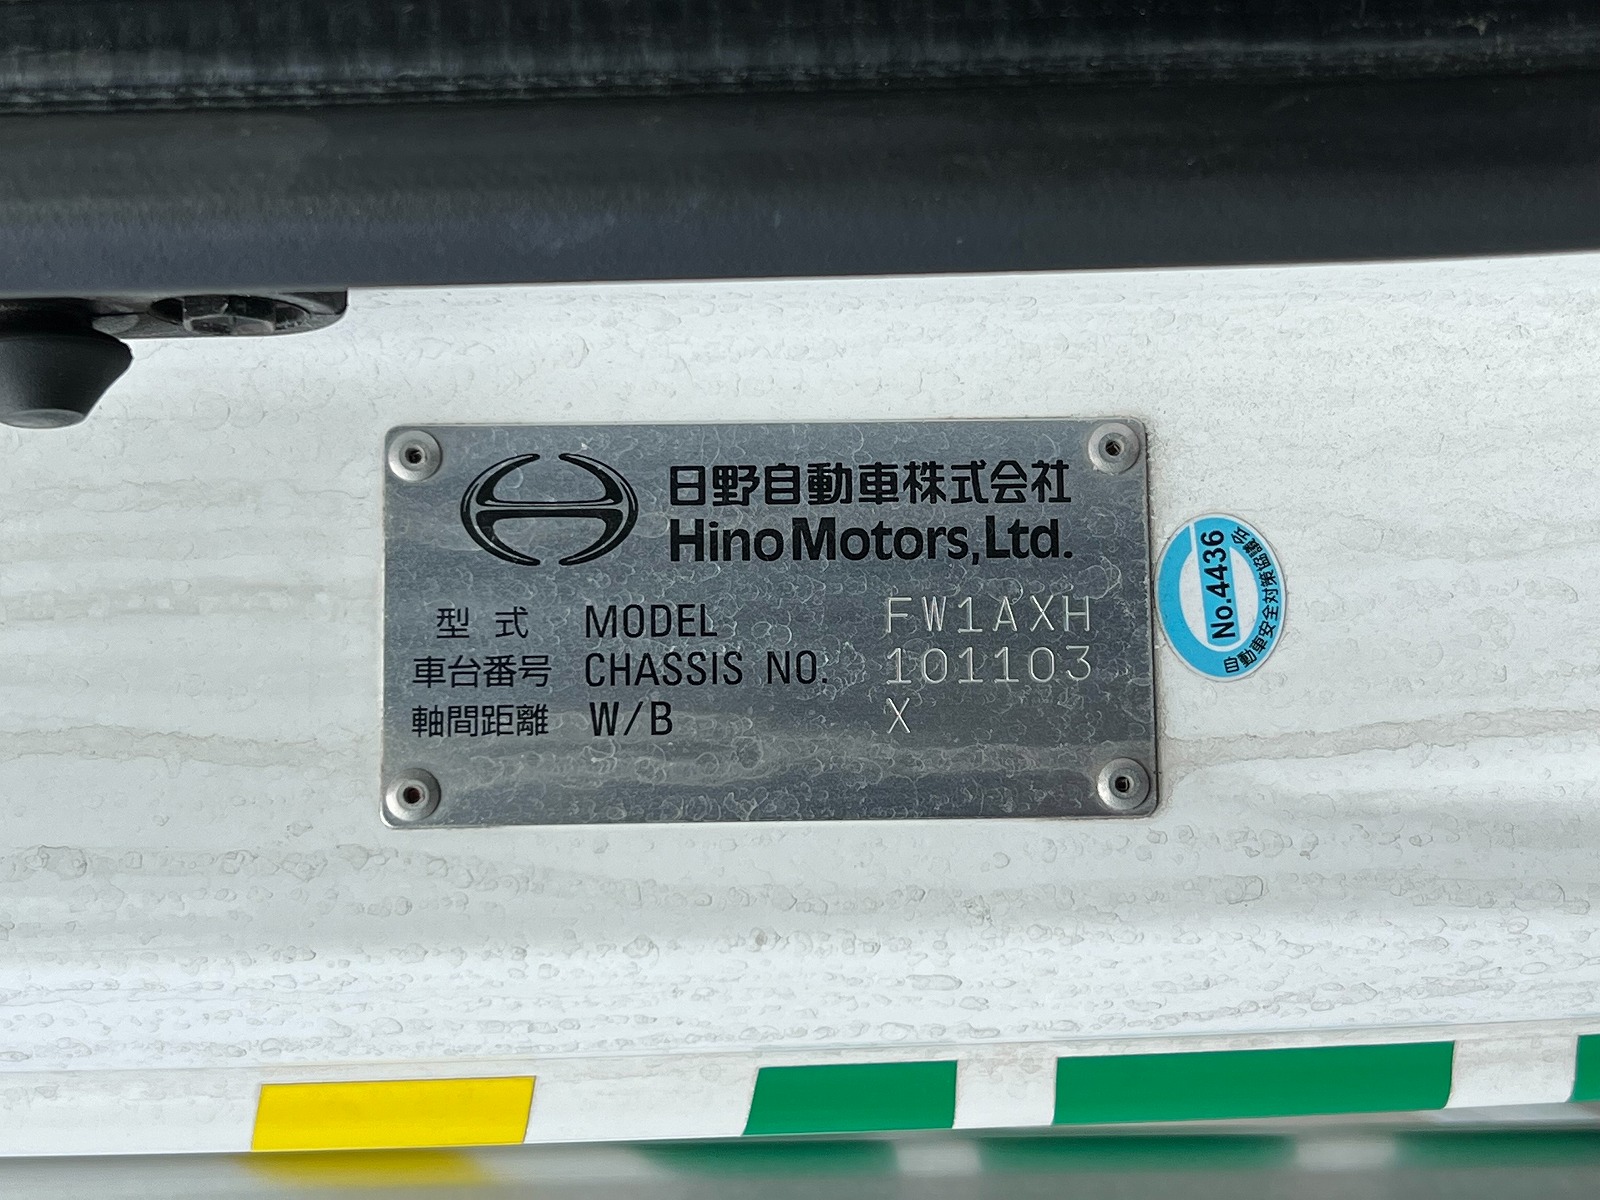 日野自動車株式会社
Hino Motors, Ltd.
型式 MODEL FW1AXH
車台番号 CHASSIS NO. 101103
軸間距離 W/B X
No.4436
自動車安全対策協議会